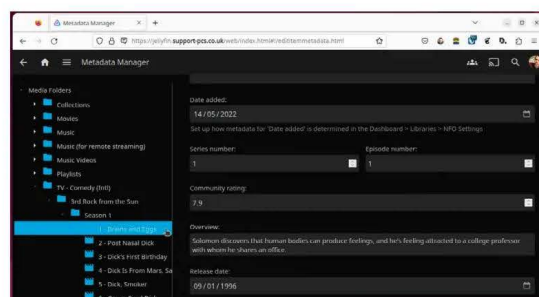 Metadata Manager
https://jellyfin.support-pcs.co.uk/web/index.html#!/edititemmetadata.html
Metadata Manager
Media Folders
Collections
Movies
Music
Music (for remote streaming)
Music Videos
Playlists
TV - Comedy (Intl)
3rd Rock from the Sun
Season 1
1 - Brains and Eggs
2 - Post Nasal Dick
3 - Dick's First Birthday
4 - Dick Is From Mars, Sa
5 - Dick, Smoker
Date added:
14/05/2022
Set up how metadata for 'Date added' is determined in the Dashboard > Libraries > NFO Settings
Series number:
Episode number:
1
1
Community rating:
7.9
Overview:
Solomon discovers that human bodies can produce feelings, and he's feeling attracted to a college professor
with whom he shares an office.
Release date:
09/01/1996